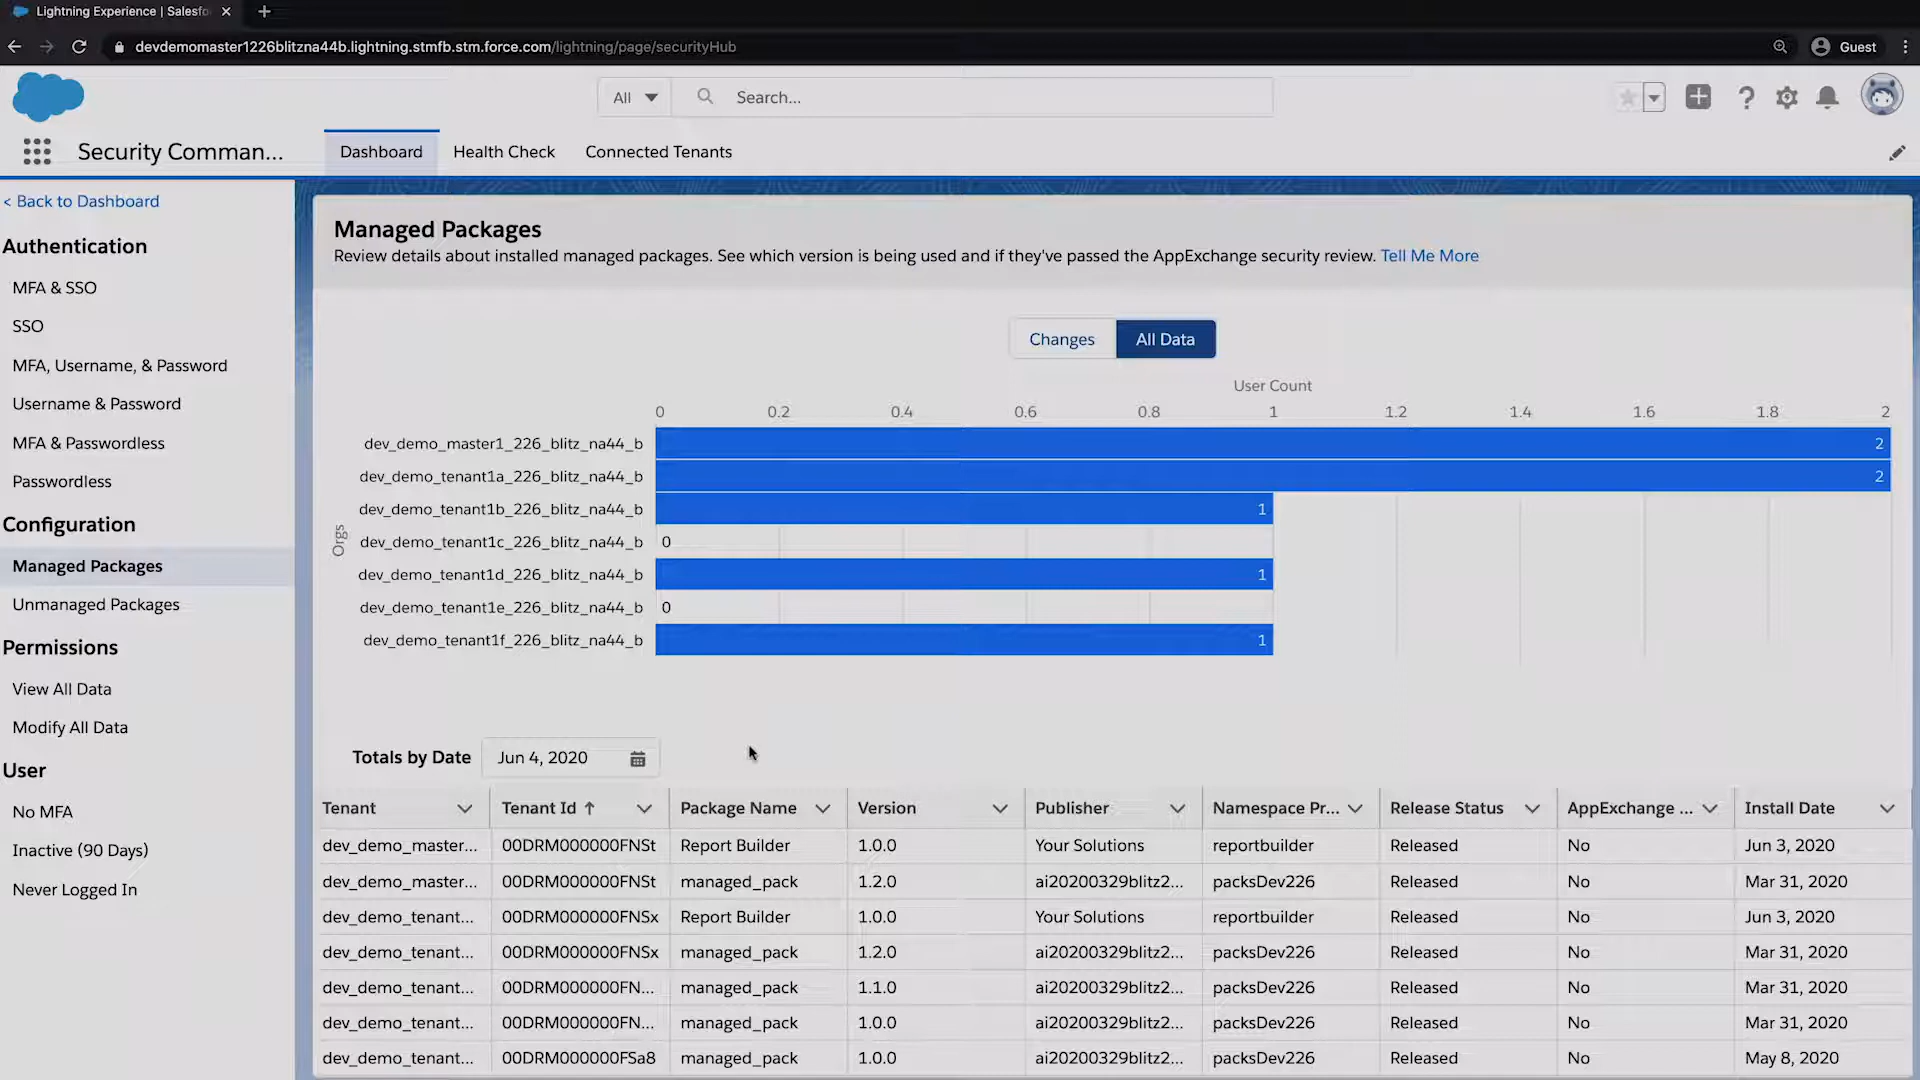 Lightning Experience | Salesfo
devdemomaster1226blitzna44b.lightning.stmfb.stm.force.com/lightning/page/securityHub
Guest
All
Search...
Security Comman...
Dashboard
Health Check
Connected Tenants
< Back to Dashboard
Authentication
MFA & SSO
SSO
MFA, Username, & Password
Username & Password
MFA & Passwordless
Passwordless
Configuration
Managed Packages
Unmanaged Packages
Permissions
View All Data
Modify All Data
User
No MFA
Inactive (90 Days)
Never Logged In
Managed Packages
Review details about installed managed packages. See which version is being used and if they've passed the AppExchange security review. Tell Me More
Changes
All Data
User Count
0 0.2 0.4 0.6 0.8 1 1.2 1.4 1.6 1.8 2
Orgs
dev_demo_master1_226_blitz_na44_b 2
dev_demo_tenant1a_226_blitz_na44_b 2
dev_demo_tenant1b_226_blitz_na44_b 1
dev_demo_tenant1c_226_blitz_na44_b 0
dev_demo_tenant1d_226_blitz_na44_b 1
dev_demo_tenant1e_226_blitz_na44_b 0
dev_demo_tenant1f_226_blitz_na44_b 1
Totals by Date Jun 4, 2020
Tenant Tenant Id ↑ Package Name Version Publisher Namespace Pr... Release Status AppExchange ... Install Date
dev_demo_master... 00DRM000000FNSt Report Builder 1.0.0 Your Solutions reportbuilder Released No Jun 3, 2020
dev_demo_master... 00DRM000000FNSt managed_pack 1.2.0 ai20200329blitz2... packsDev226 Released No Mar 31, 2020
dev_demo_tenant... 00DRM000000FNSx Report Builder 1.0.0 Your Solutions reportbuilder Released No Jun 3, 2020
dev_demo_tenant... 00DRM000000FNSx managed_pack 1.2.0 ai20200329blitz2... packsDev226 Released No Mar 31, 2020
dev_demo_tenant... 00DRM000000FN... managed_pack 1.1.0 ai20200329blitz2... packsDev226 Released No Mar 31, 2020
dev_demo_tenant... 00DRM000000FN... managed_pack 1.0.0 ai20200329blitz2... packsDev226 Released No Mar 31, 2020
dev_demo_tenant... 00DRM000000FSa8 managed_pack 1.0.0 ai20200329blitz2... packsDev226 Released No May 8, 2020